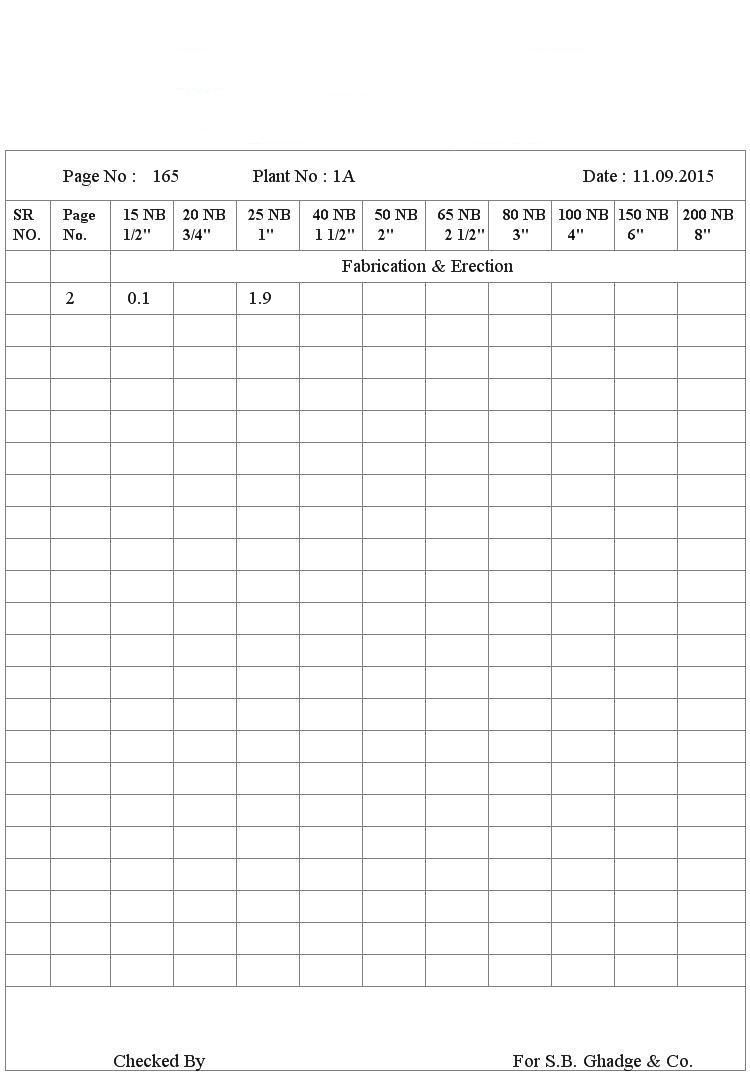 Page No : 165 Plant No : 1A Date : 11.09.2015
SR Page 15 NB 20 NB 25 NB 40 NB 50 NB 65 NB 80 NB 100 NB 150 NB 200 NB
NO. No. 1/2" 3/4" 1" 1 1/2" 2" 2 1/2" 3" 4" 6" 8"
Fabrication & Erection
2 0.1 1.9
Checked By For S.B. Ghadge & Co.